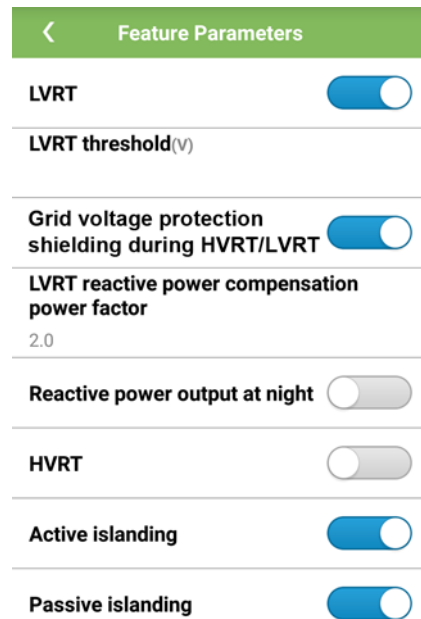 Feature Parameters
LVRT
LVRT threshold(V)
Grid voltage protection
shielding during HVRT/LVRT
LVRT reactive power compensation
power factor
2.0
Reactive power output at night
HVRT
Active islanding
Passive islanding